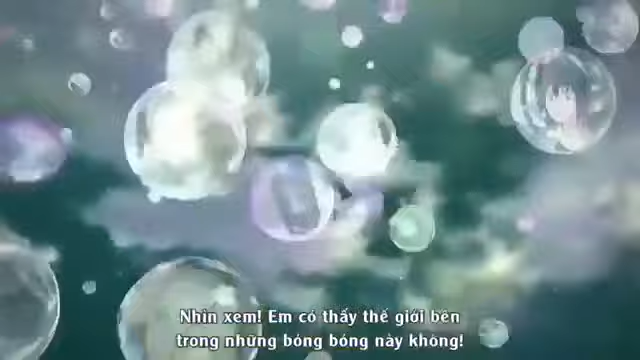 Nhìn xem! Em có thấy thế giới bên
trong những bóng bóng này không!